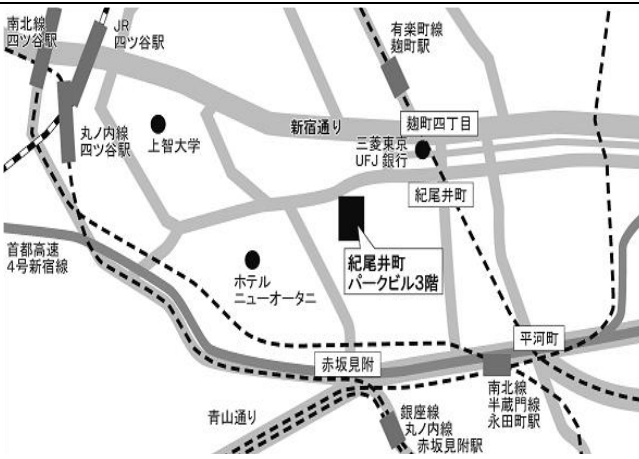 南北線
四ツ谷駅
JR
四ツ谷駅
有楽町線
麹町駅
丸ノ内線
四ツ谷駅
上智大学
新宿通り
麹町四丁目
三菱東京
UFJ 銀行
紀尾井町
首都高速
4号新宿線
ホテル
ニューオータニ
紀尾井町
パークビル3階
平河町
赤坂見附
南北線
半蔵門線
永田町駅
青山通り
銀座線
丸ノ内線
赤坂見附駅